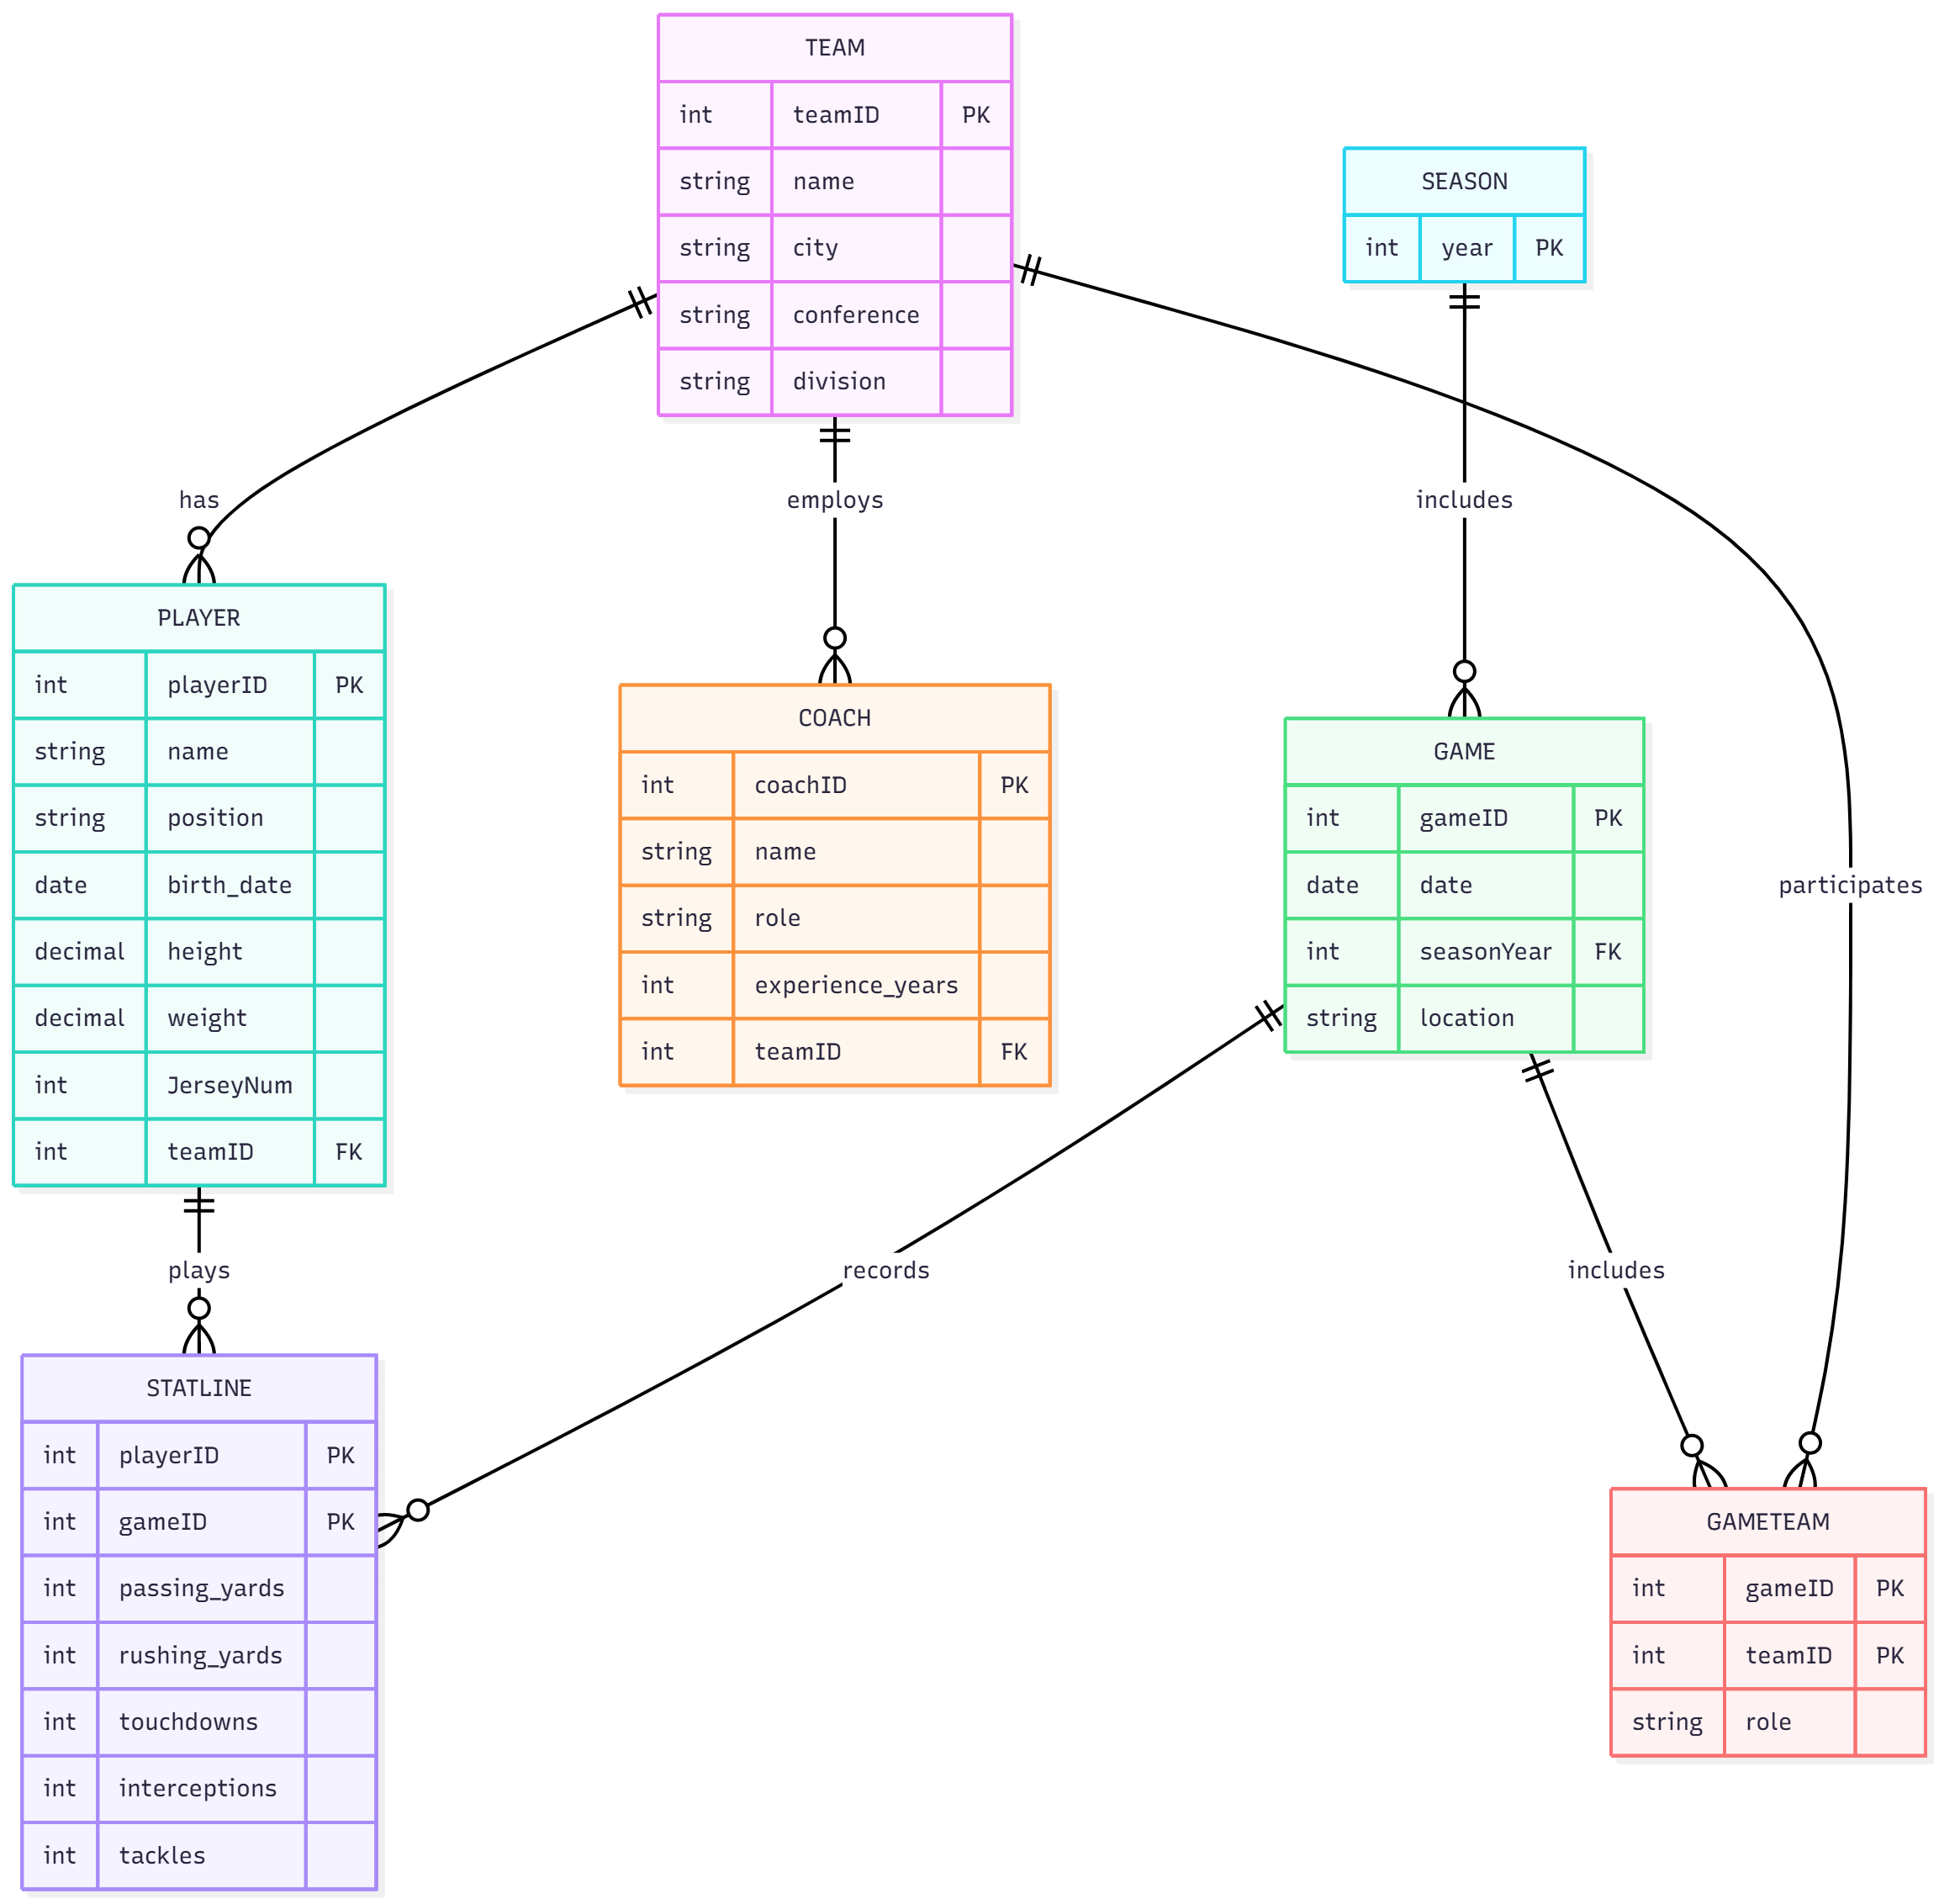 TEAM
int teamID PK
string name
string city
string conference
string division
SEASON
int year PK
has
employs
includes
PLAYER
int playerID PK
string name
string position
date birth_date
decimal height
decimal weight
int JerseyNum
int teamID FK
COACH
int coachID PK
string name
string role
int experience_years
int teamID FK
GAME
int gameID PK
date date
int seasonYear FK
string location
participates
plays
records
includes
STATLINE
int playerID PK
int gameID PK
int passing_yards
int rushing_yards
int touchdowns
int interceptions
int tackles
GAMETEAM
int gameID PK
int teamID PK
string role